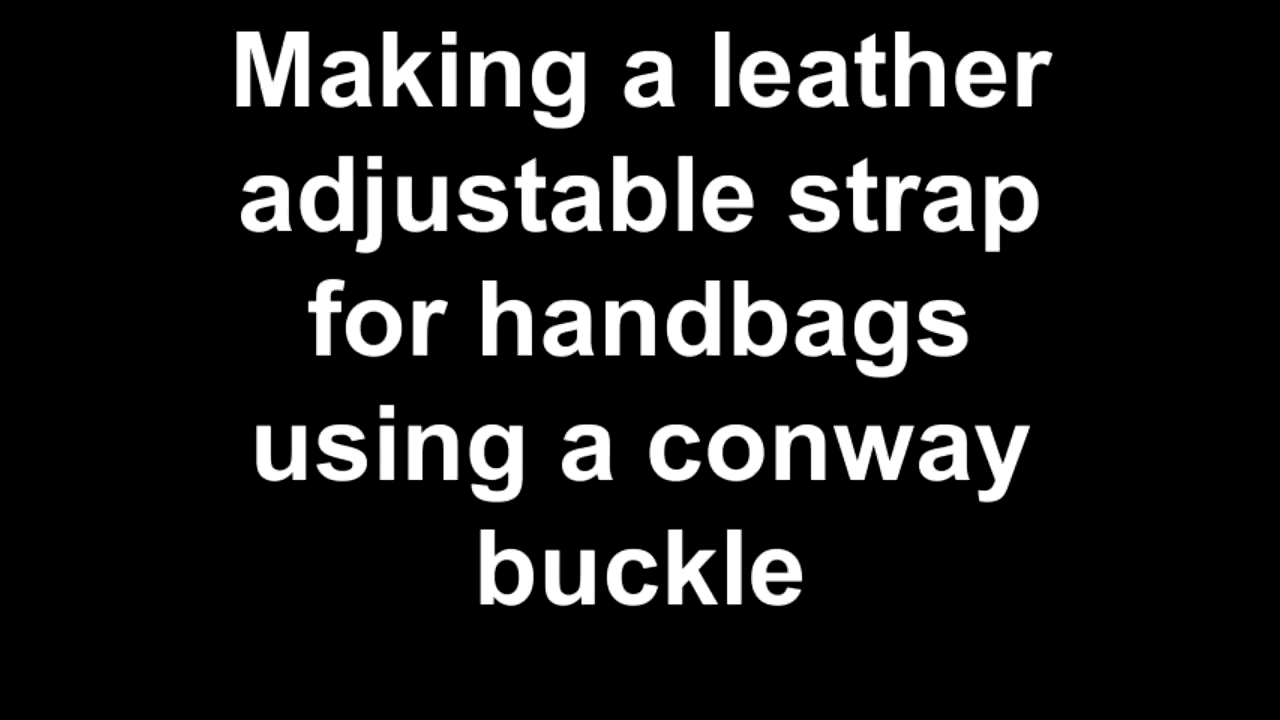 Making a leather
adjustable strap
for handbags
using a conway
buckle